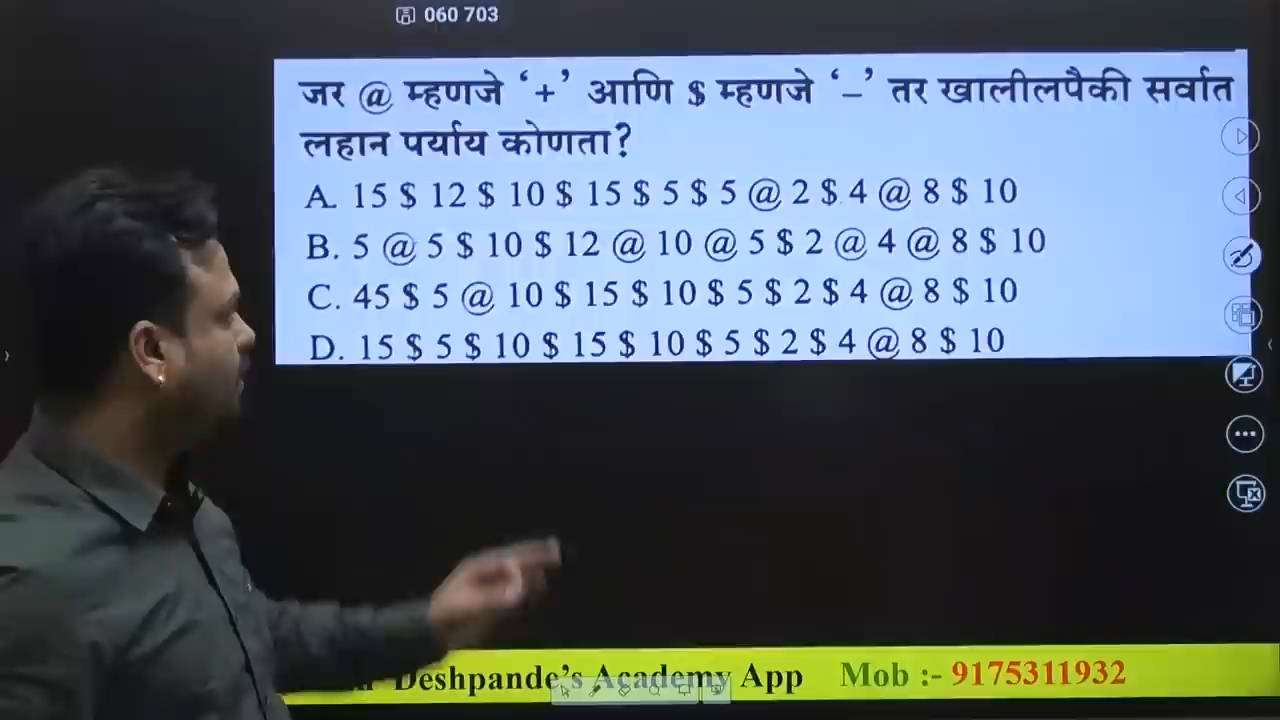 060 703
जर @ म्हणजे ‘+’ आणि $ म्हणजे ‘–’ तर खालीलपैकी सर्वात
लहान पर्याय कोणता?
A. 15 $ 12 $ 10 $ 15 $ 5 $ 5 @ 2 $ 4 @ 8 $ 10
B. 5 @ 5 $ 10 $ 12 @ 10 @ 5 $ 2 @ 4 @ 8 $ 10
C. 45 $ 5 @ 10 $ 15 $ 10 $ 5 $ 2 $ 4 @ 8 $ 10
D. 15 $ 5 $ 10 $ 15 $ 10 $ 5 $ 2 $ 4 @ 8 $ 10
Deshpande’s Academy App Mob :- 9175311932